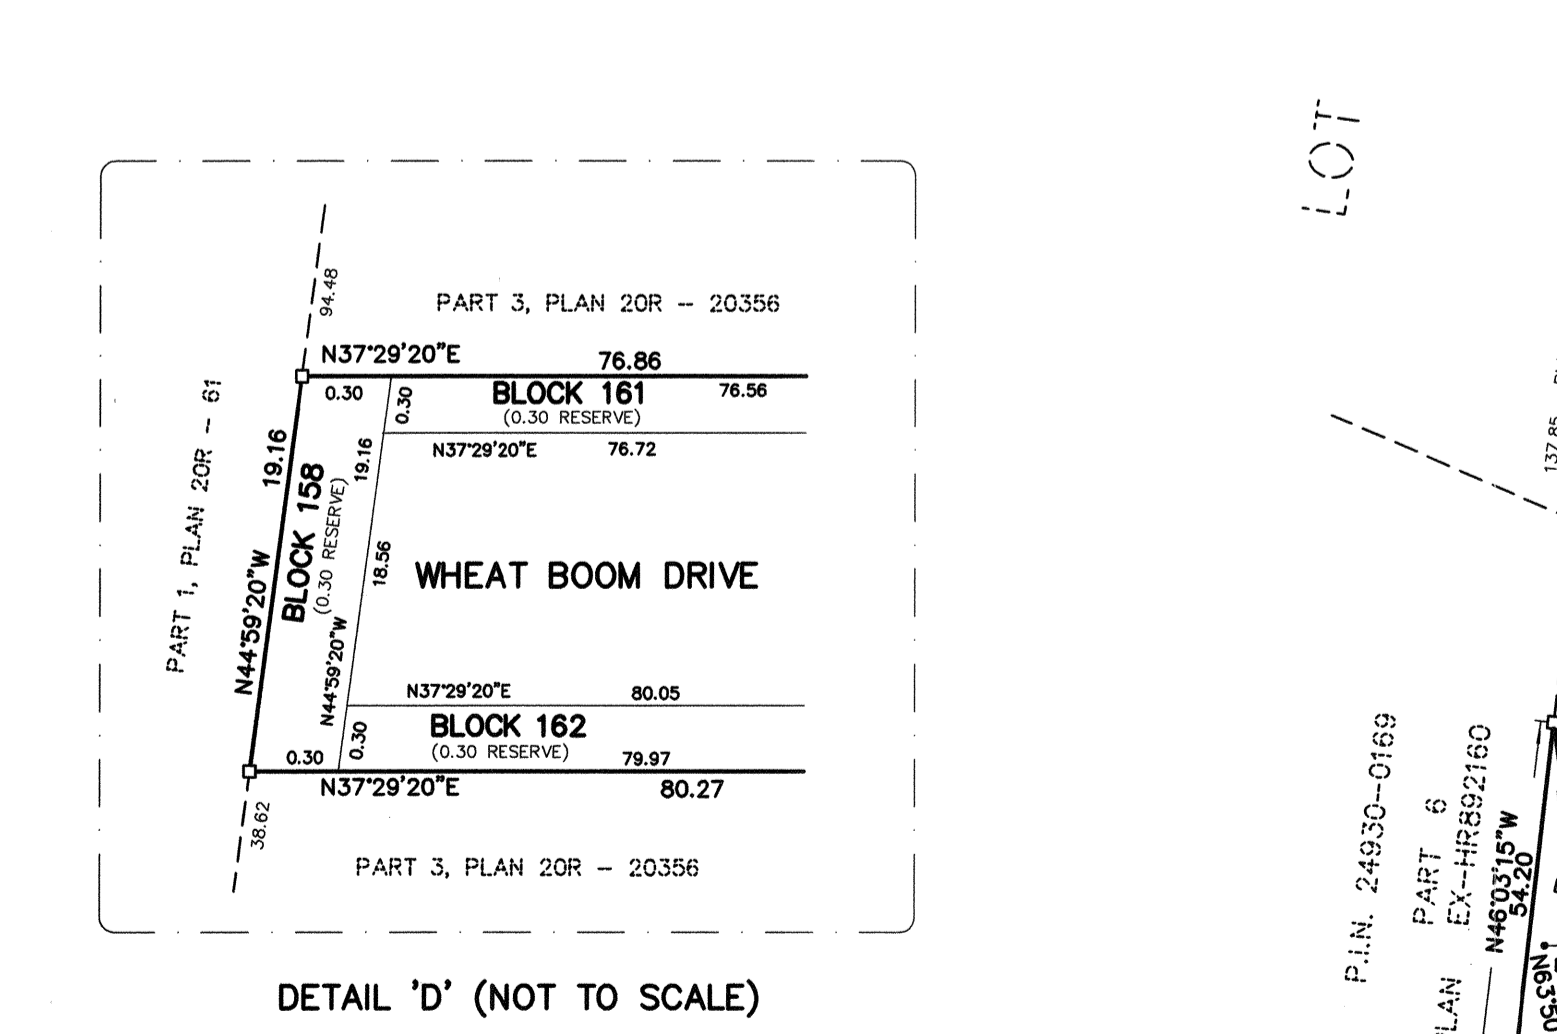 LOT
94.48
PART 3, PLAN 20R – 20356
N37°29'20"E 76.86
0.30
0.30
BLOCK 161
(0.30 RESERVE)
76.56
N37°29'20"E 76.72
PART 1, PLAN 20R – 61
19.16
N44°59'20"W
BLOCK 158
(0.30 RESERVE)
19.16
18.56
N44°59'20"W
WHEAT BOOM DRIVE
N37°29'20"E 80.05
BLOCK 162
(0.30 RESERVE)
79.97
0.30
0.30
N37°29'20"E 80.27
38.62
PART 3, PLAN 20R – 20356
DETAIL 'D' (NOT TO SCALE)
137.85
P.I.N. 24930–0169
PART 6
EX–HR892160
N46°03'15"W
54.20